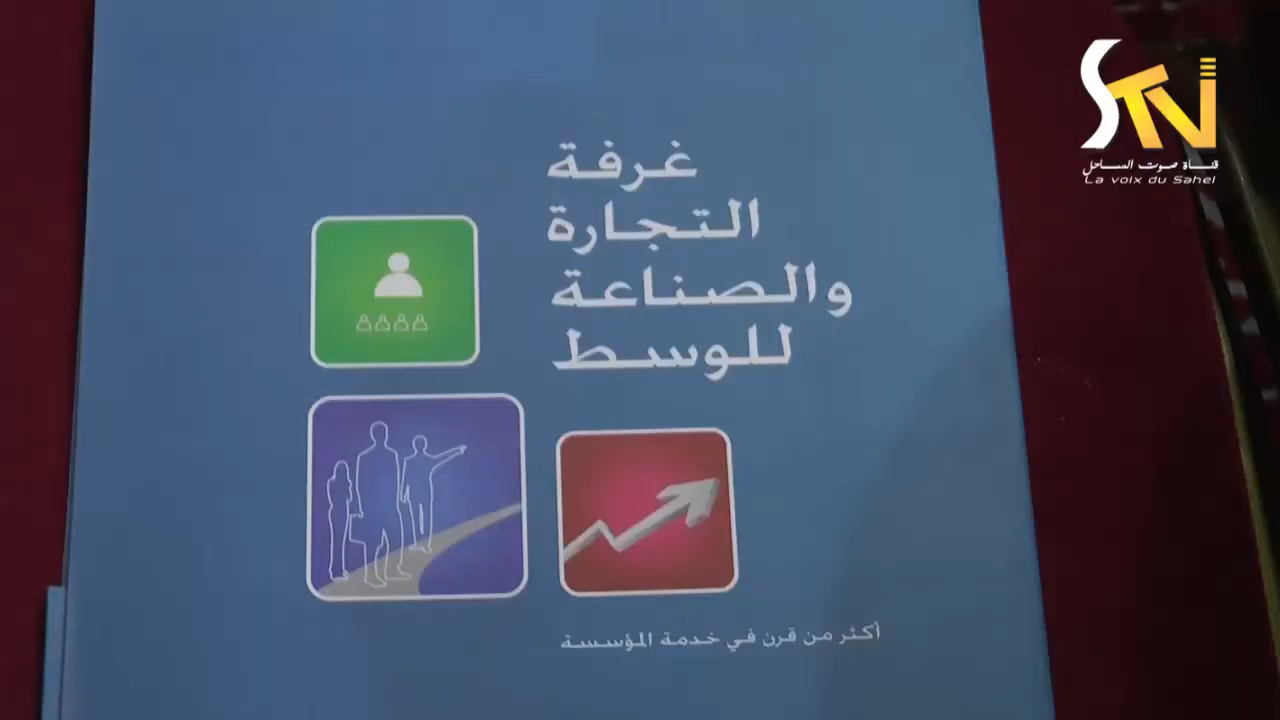 STV
قناة صوت الساحل
La voix du Sahel
غرفة
التجارة
والصناعة
للوسط
أكثر من قرن في خدمة المؤسسة